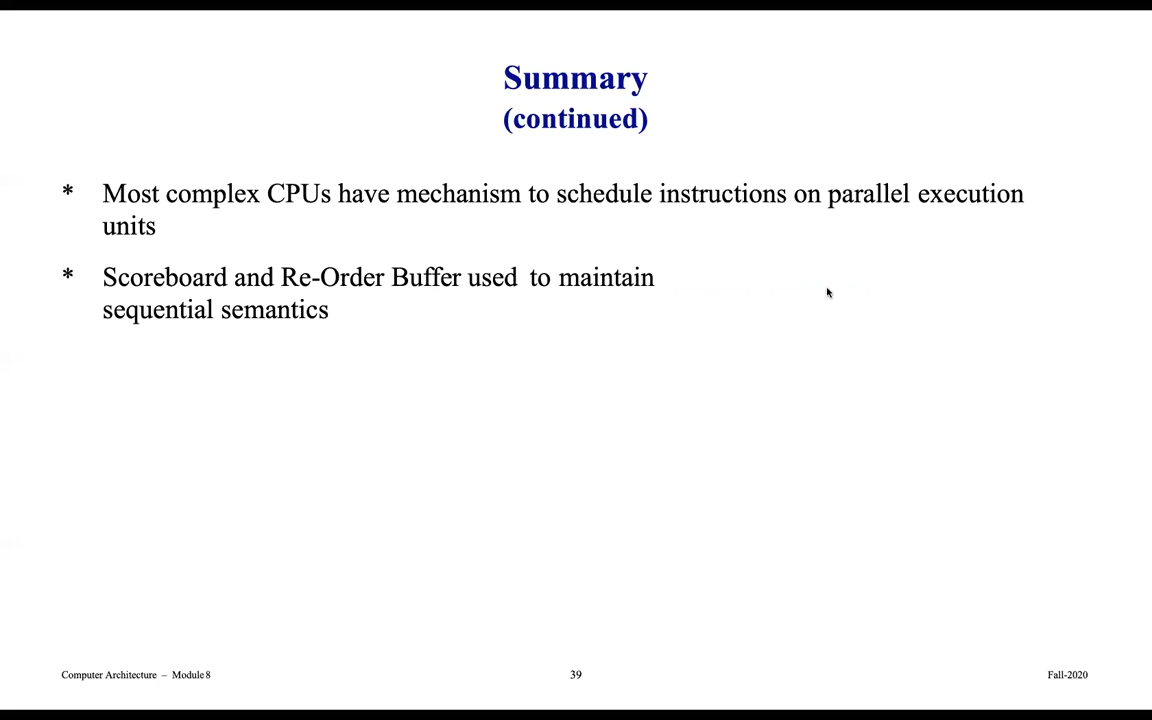 Summary
(continued)
* Most complex CPUs have mechanism to schedule instructions on parallel execution
units
* Scoreboard and Re-Order Buffer used to maintain
sequential semantics
Computer Architecture – Module 8 39 Fall-2020